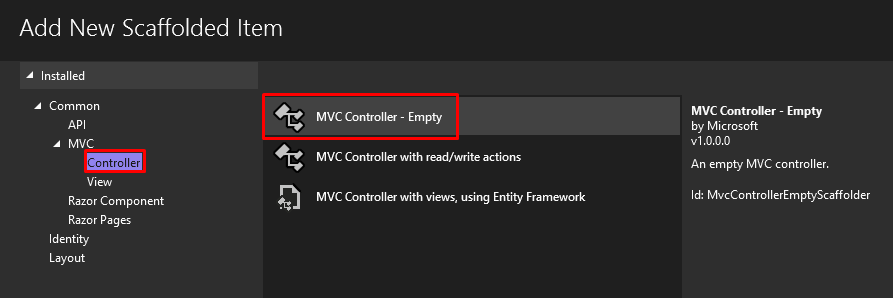 Add New Scaffolded Item
Installed
Common
API
MVC
Controller
View
Razor Component
Razor Pages
Identity
Layout
MVC Controller - Empty
MVC Controller with read/write actions
MVC Controller with views, using Entity Framework
MVC Controller - Empty
by Microsoft
v1.0.0.0
An empty MVC controller.
Id: MvcControllerEmptyScaffolder